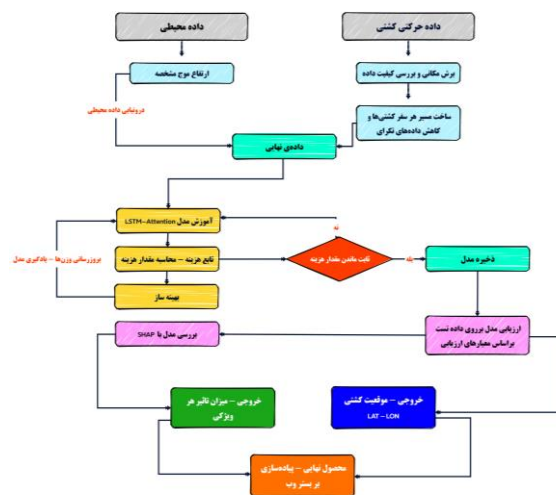 داده محیطی
داده حرکتی کشتی
ارتفاع موج مشخصه
برش مکانی و بررسی کیفیت داده
درونیابی داده محیطی
ساخت مسیر هر سفر کشتی‌ها و
کاهش داده‌های تکرای
داده‌ی نهایی
آموزش مدل LSTM-Attention
نه
بروزرسانی وزن‌ها - یادگیری مدل
تابع هزینه - محاسبه مقدار هزینه
ثابت ماندن مقدار هزینه
بله
ذخیره مدل
بهینه ساز
بررسی مدل با SHAP
ارزیابی مدل برروی داده تست
براساس معیارهای ارزیابی
خروجی - میزان تاثیر هر
ویژگی
خروجی - موقعیت کشتی
LAT - LON
محصول نهایی - پیاده‌سازی
بر بستر وب